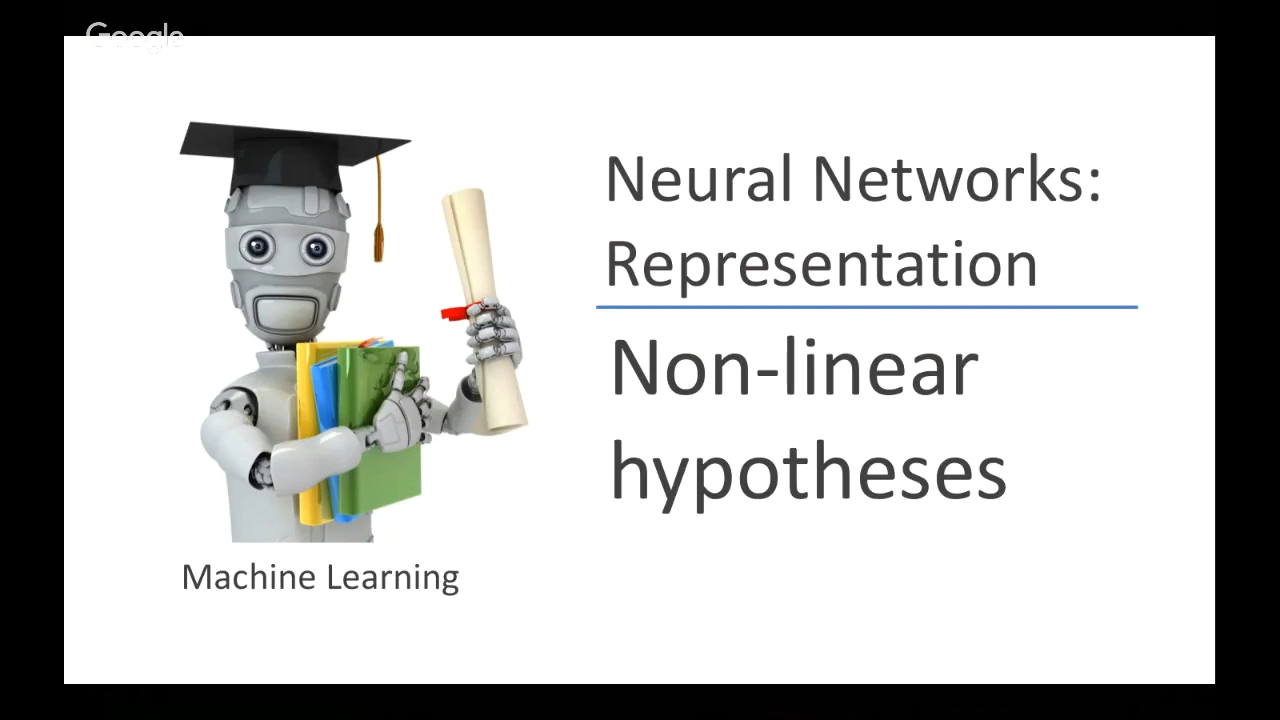 Google
Neural Networks:
Representation
Non-linear
hypotheses
Machine Learning